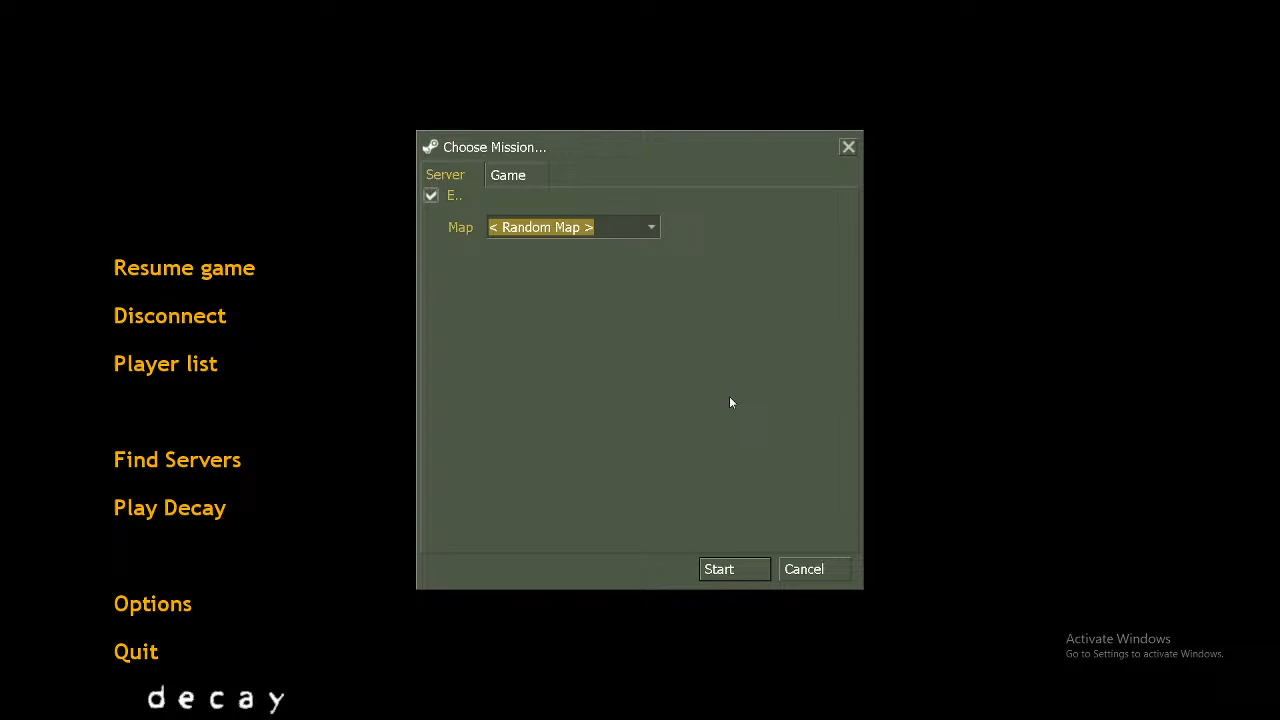 Choose Mission...
Server
Game
E..
Map
< Random Map >
Resume game
Disconnect
Player list
Find Servers
Play Decay
Start
Cancel
Options
Quit
Activate Windows
Go to Settings to activate Windows.
decay